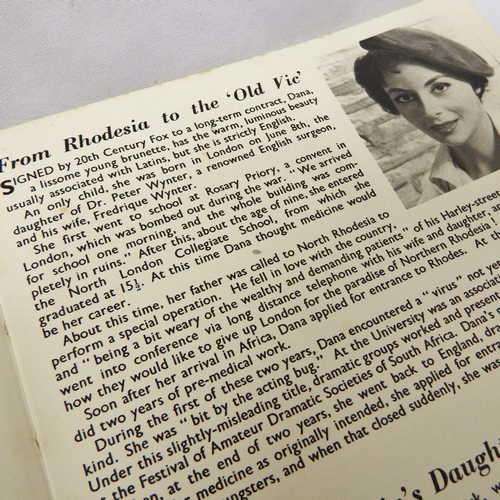 From Rhodesia to the 'Old Vic'
SIGNED by 20th Century Fox to a long-term contract, Dana,
a lissome young brunette, has the warm, luminous beauty
usually associated with Latins, but she is strictly English.
An only child, she was born in London on June 8th, the
daughter of Dr. Peter Wynter, a renowned English surgeon,
and his wife, Fredrique Wynter.
She first went to school at Rosary Priory, a convent in
London, which was bombed out during the war. "We arrived
for school one morning, and the whole building was com-
pletely in ruins." After this, about the age of nine, she entered
the North London Collegiate School, from which she
graduated at 15½. At this time Dana thought medicine would
be her career.
About this time, her father was called to North Rhodesia to
perform a special operation. He fell in love with the country,
and "being a bit weary of the wealthy and demanding patients" of his Harley-street
went into conference via long distance telephone with his wife and daughter,
how they would like to give up London for the paradise of Northern Rhodesia
Soon after her arrival in Africa, Dana applied for entrance to Rhodes. At th
did two years of pre-medical work.
During the first of these two years, Dana encountered a "virus" not
kind. She was "bit by the acting bug." At the University was an associa
Under this slightly-misleading title, dramatic groups worked and present
the Festival of Amateur Dramatic Societies of South Africa. Dana's
at the end of two years, she went back to England,
medicine as originally intended, she applied for entran
ngsters, and when that closed suddenly, she wa
's Daugh